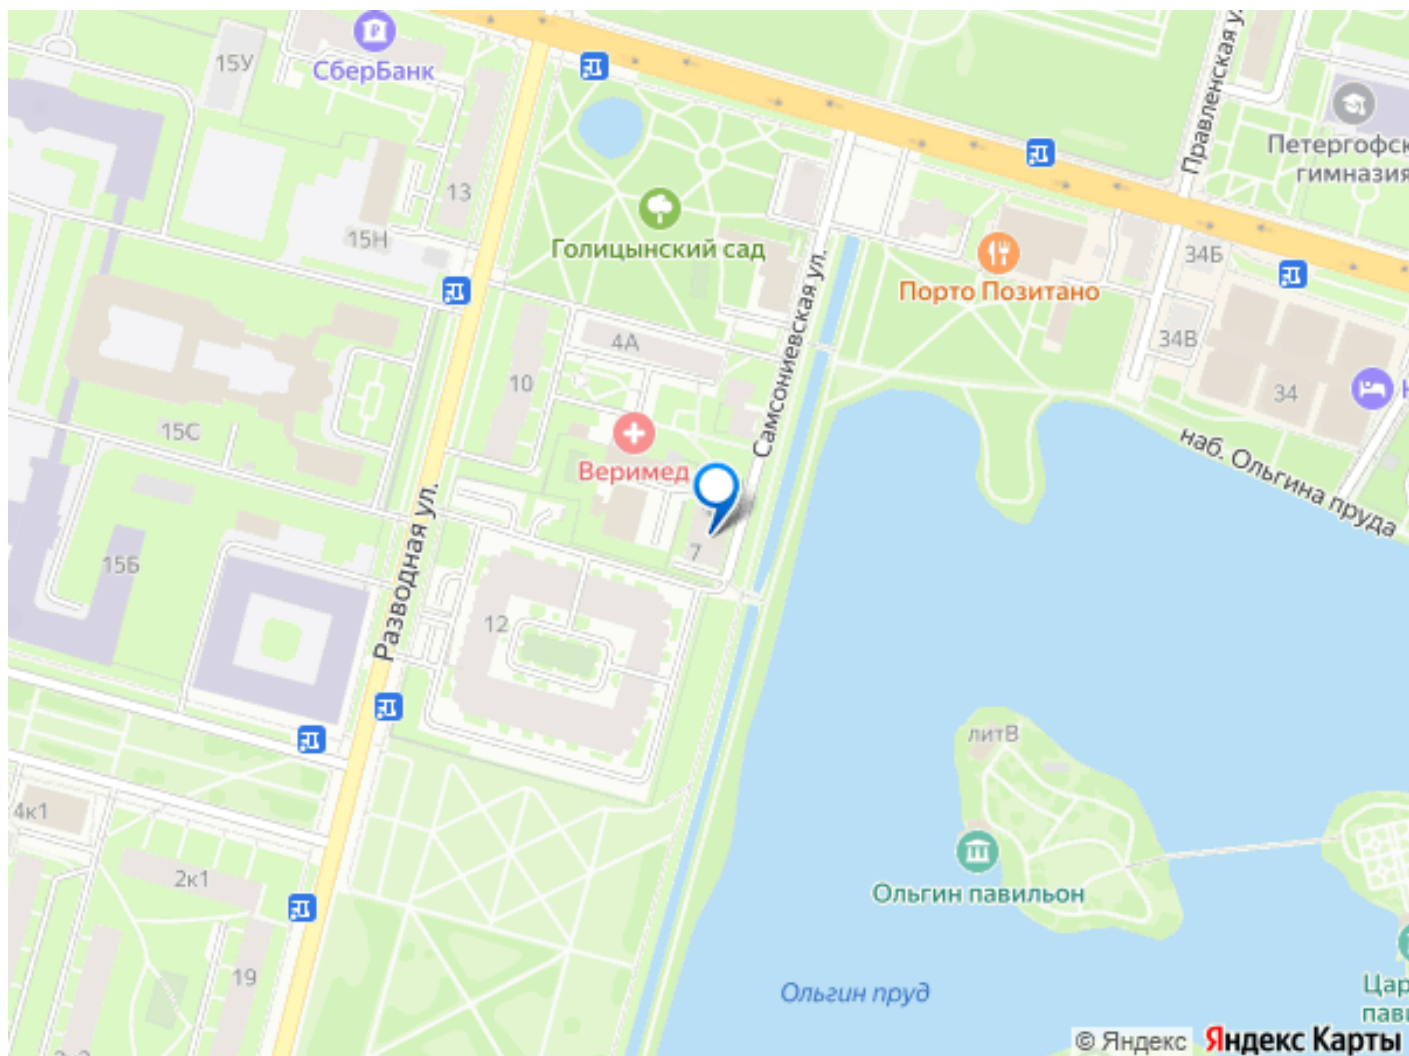 15У
СберБанк
Правленская ул.
Петергофск
гимназия
13
15Н
Голицынский сад
Самсониевская ул.
Порто Позитано
34Б
34В
4А
10
34
15С
Веримед
наб. Ольгина пруда
Разводная ул.
15Б
7
12
литВ
4к1
2к1
Ольгин павильон
19
Ольгин пруд
Цар
пави
© Яндекс Яндекс Карты